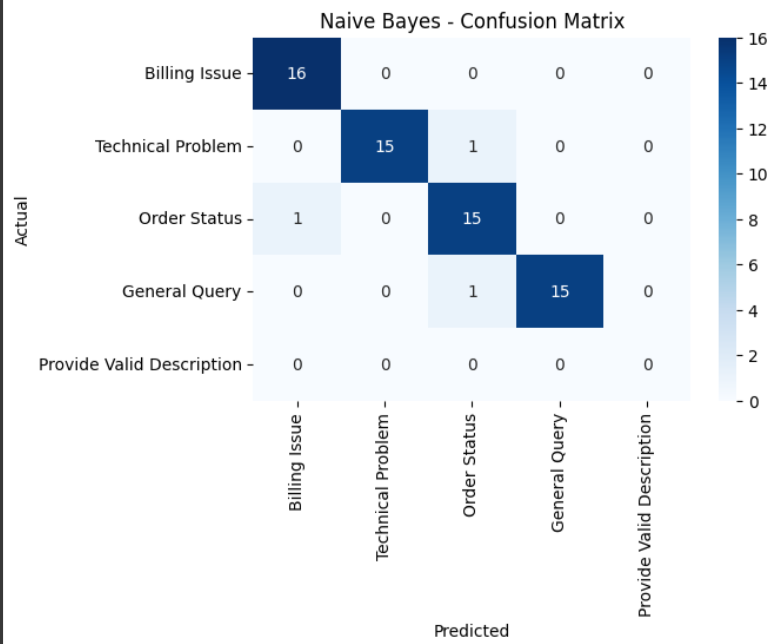 Naive Bayes - Confusion Matrix
Actual
Billing Issue 16 0 0 0 0
Technical Problem 0 15 1 0 0
Order Status 1 0 15 0 0
General Query 0 0 1 15 0
Provide Valid Description 0 0 0 0 0
Billing Issue
Technical Problem
Order Status
General Query
Provide Valid Description
Predicted
16
14
12
10
8
6
4
2
0